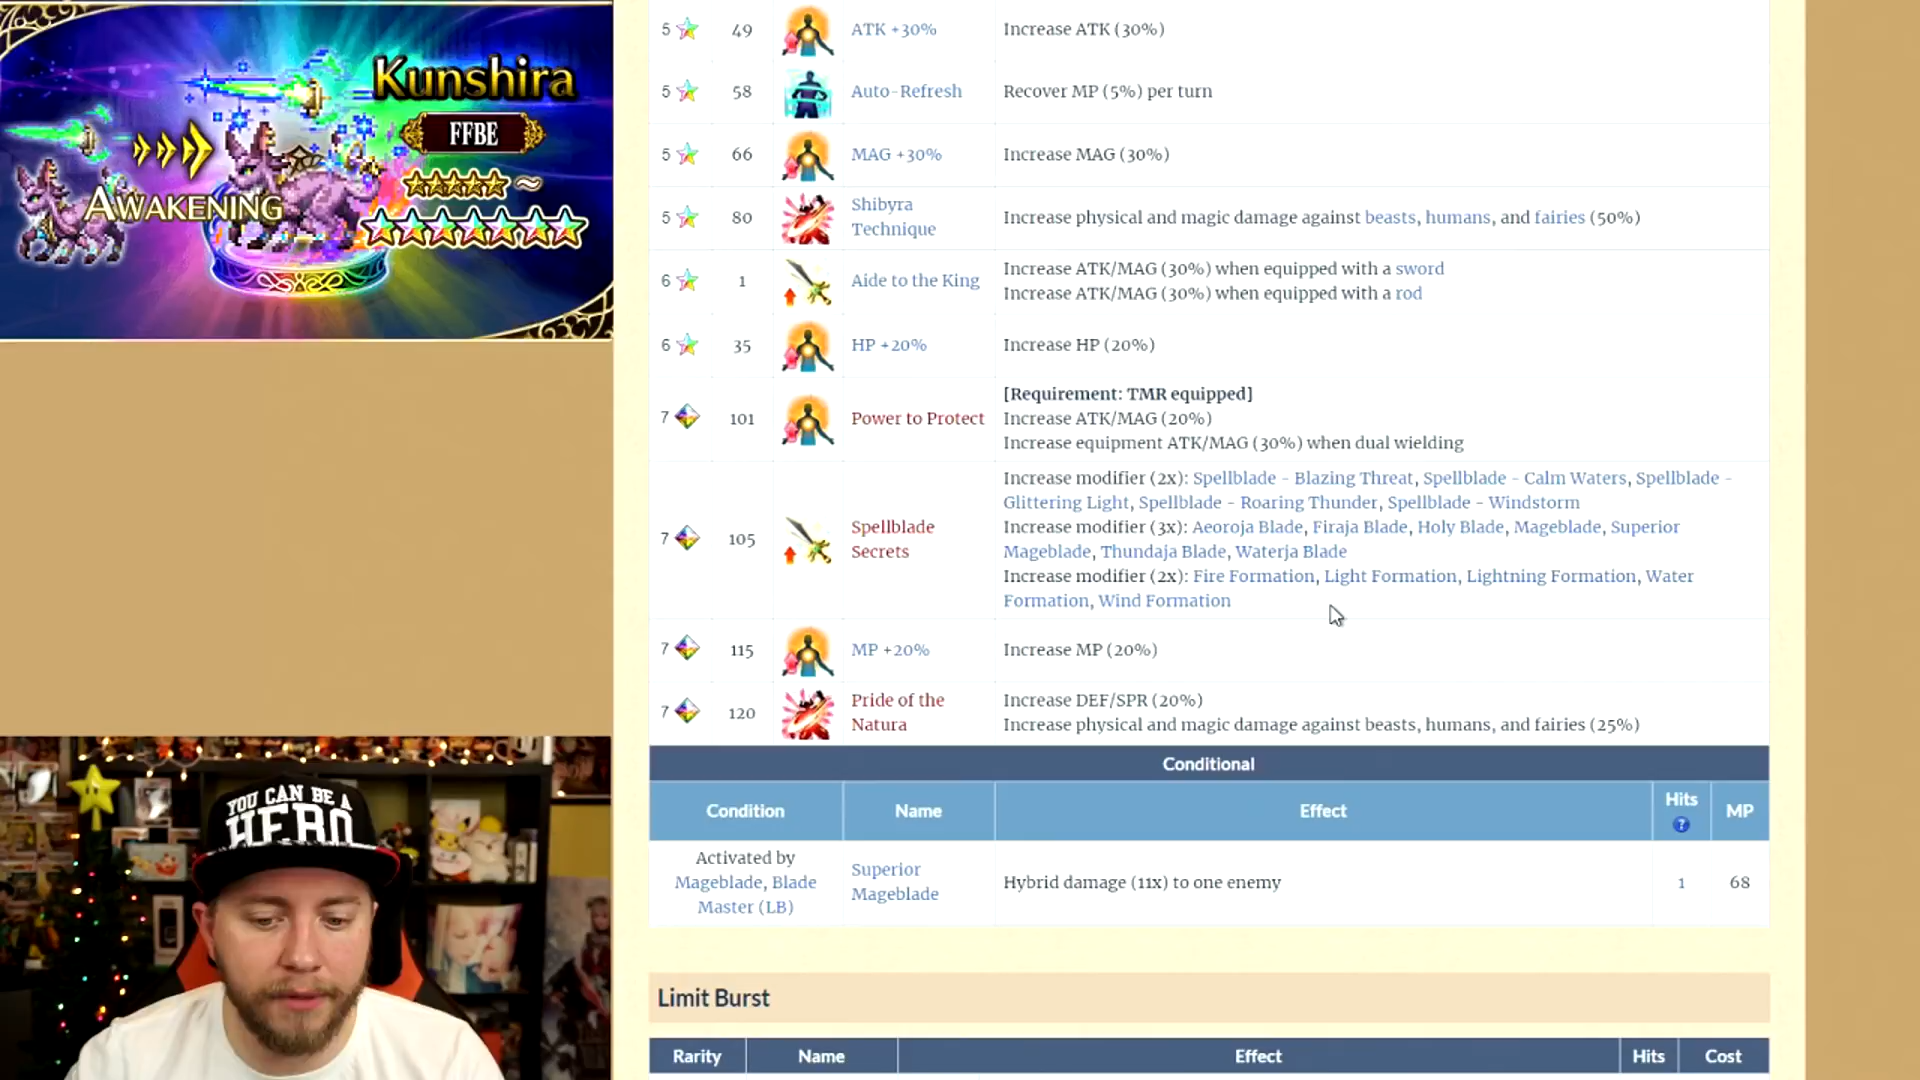 Kunshira
FFBE
AWAKENING
YOU CAN BE A
HERO
5 49 ATK +30% Increase ATK (30%)
5 58 Auto-Refresh Recover MP (5%) per turn
5 66 MAG +30% Increase MAG (30%)
5 80 Shibyra
Technique Increase physical and magic damage against beasts, humans, and fairies (50%)
6 1 Aide to the King Increase ATK/MAG (30%) when equipped with a sword
Increase ATK/MAG (30%) when equipped with a rod
6 35 HP +20% Increase HP (20%)
7 101 Power to Protect [Requirement: TMR equipped]
Increase ATK/MAG (20%)
Increase equipment ATK/MAG (30%) when dual wielding
7 105 Spellblade
Secrets Increase modifier (2x): Spellblade - Blazing Threat, Spellblade - Calm Waters, Spellblade -
Glittering Light, Spellblade - Roaring Thunder, Spellblade - Windstorm
Increase modifier (3x): Aeoroja Blade, Firaja Blade, Holy Blade, Mageblade, Superior
Mageblade, Thundaja Blade, Waterja Blade
Increase modifier (2x): Fire Formation, Light Formation, Lightning Formation, Water
Formation, Wind Formation
7 115 MP +20% Increase MP (20%)
7 120 Pride of the
Natura Increase DEF/SPR (20%)
Increase physical and magic damage against beasts, humans, and fairies (25%)
Conditional
Condition Name Effect Hits ? MP
Activated by
Mageblade, Blade
Master (LB) Superior
Mageblade Hybrid damage (11x) to one enemy 1 68
Limit Burst
Rarity Name Effect Hits Cost